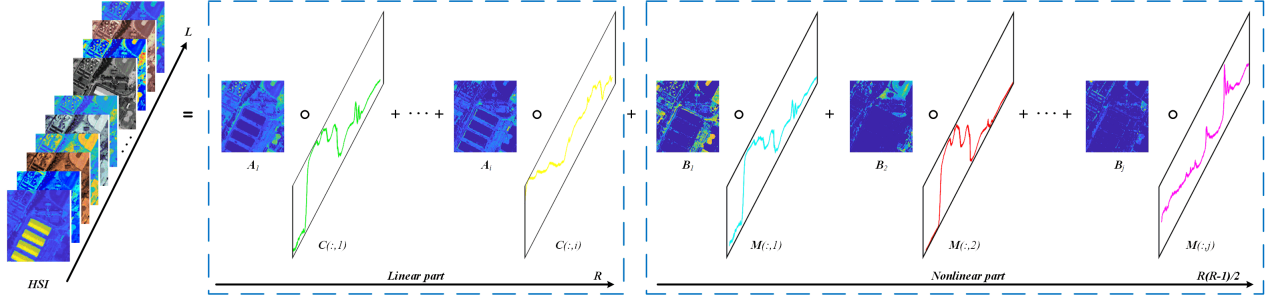 L
HSI
=
A1
C(:,1)
+ ··· +
Ai
C(:,i)
+
B1
M(:,1)
+
B2
M(:,2)
+ ··· +
Bj
M(:,j)
Linear part
R
Nonlinear part
R(R-1)/2